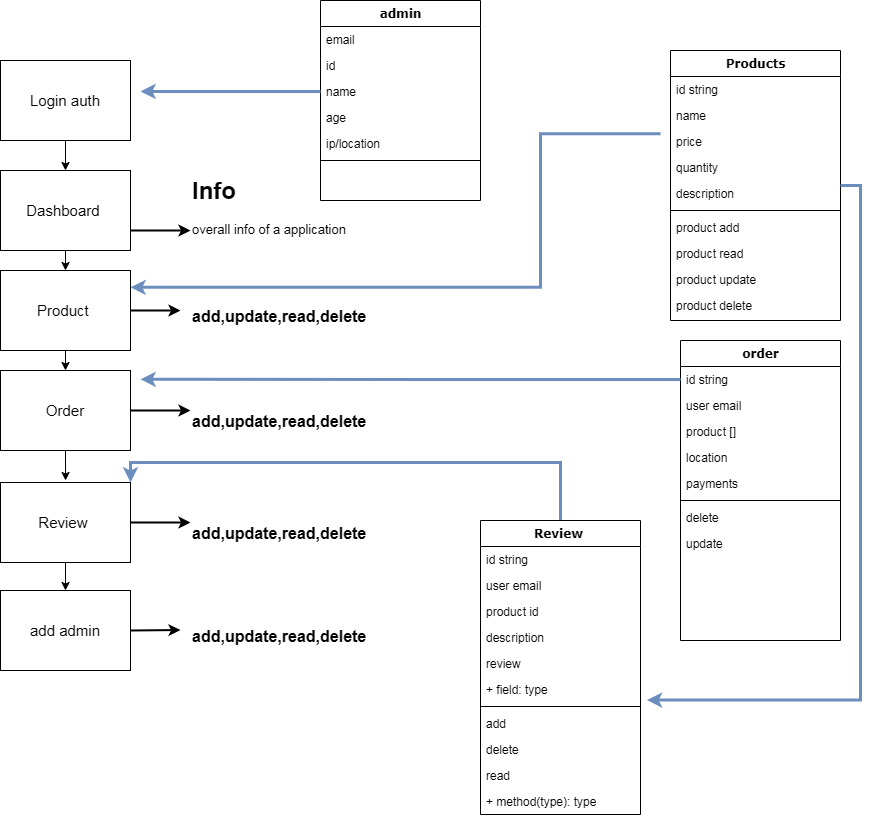 admin
email
id
name
age
ip/location
Products
id string
name
price
quantity
description
product add
product read
product update
product delete
Login auth
Dashboard
Info
overall info of a application
Product
add,update,read,delete
Order
add,update,read,delete
order
id string
user email
product []
location
payments
delete
update
Review
add,update,read,delete
Review
id string
user email
product id
description
review
+ field: type
add
delete
read
+ method(type): type
add admin
add,update,read,delete